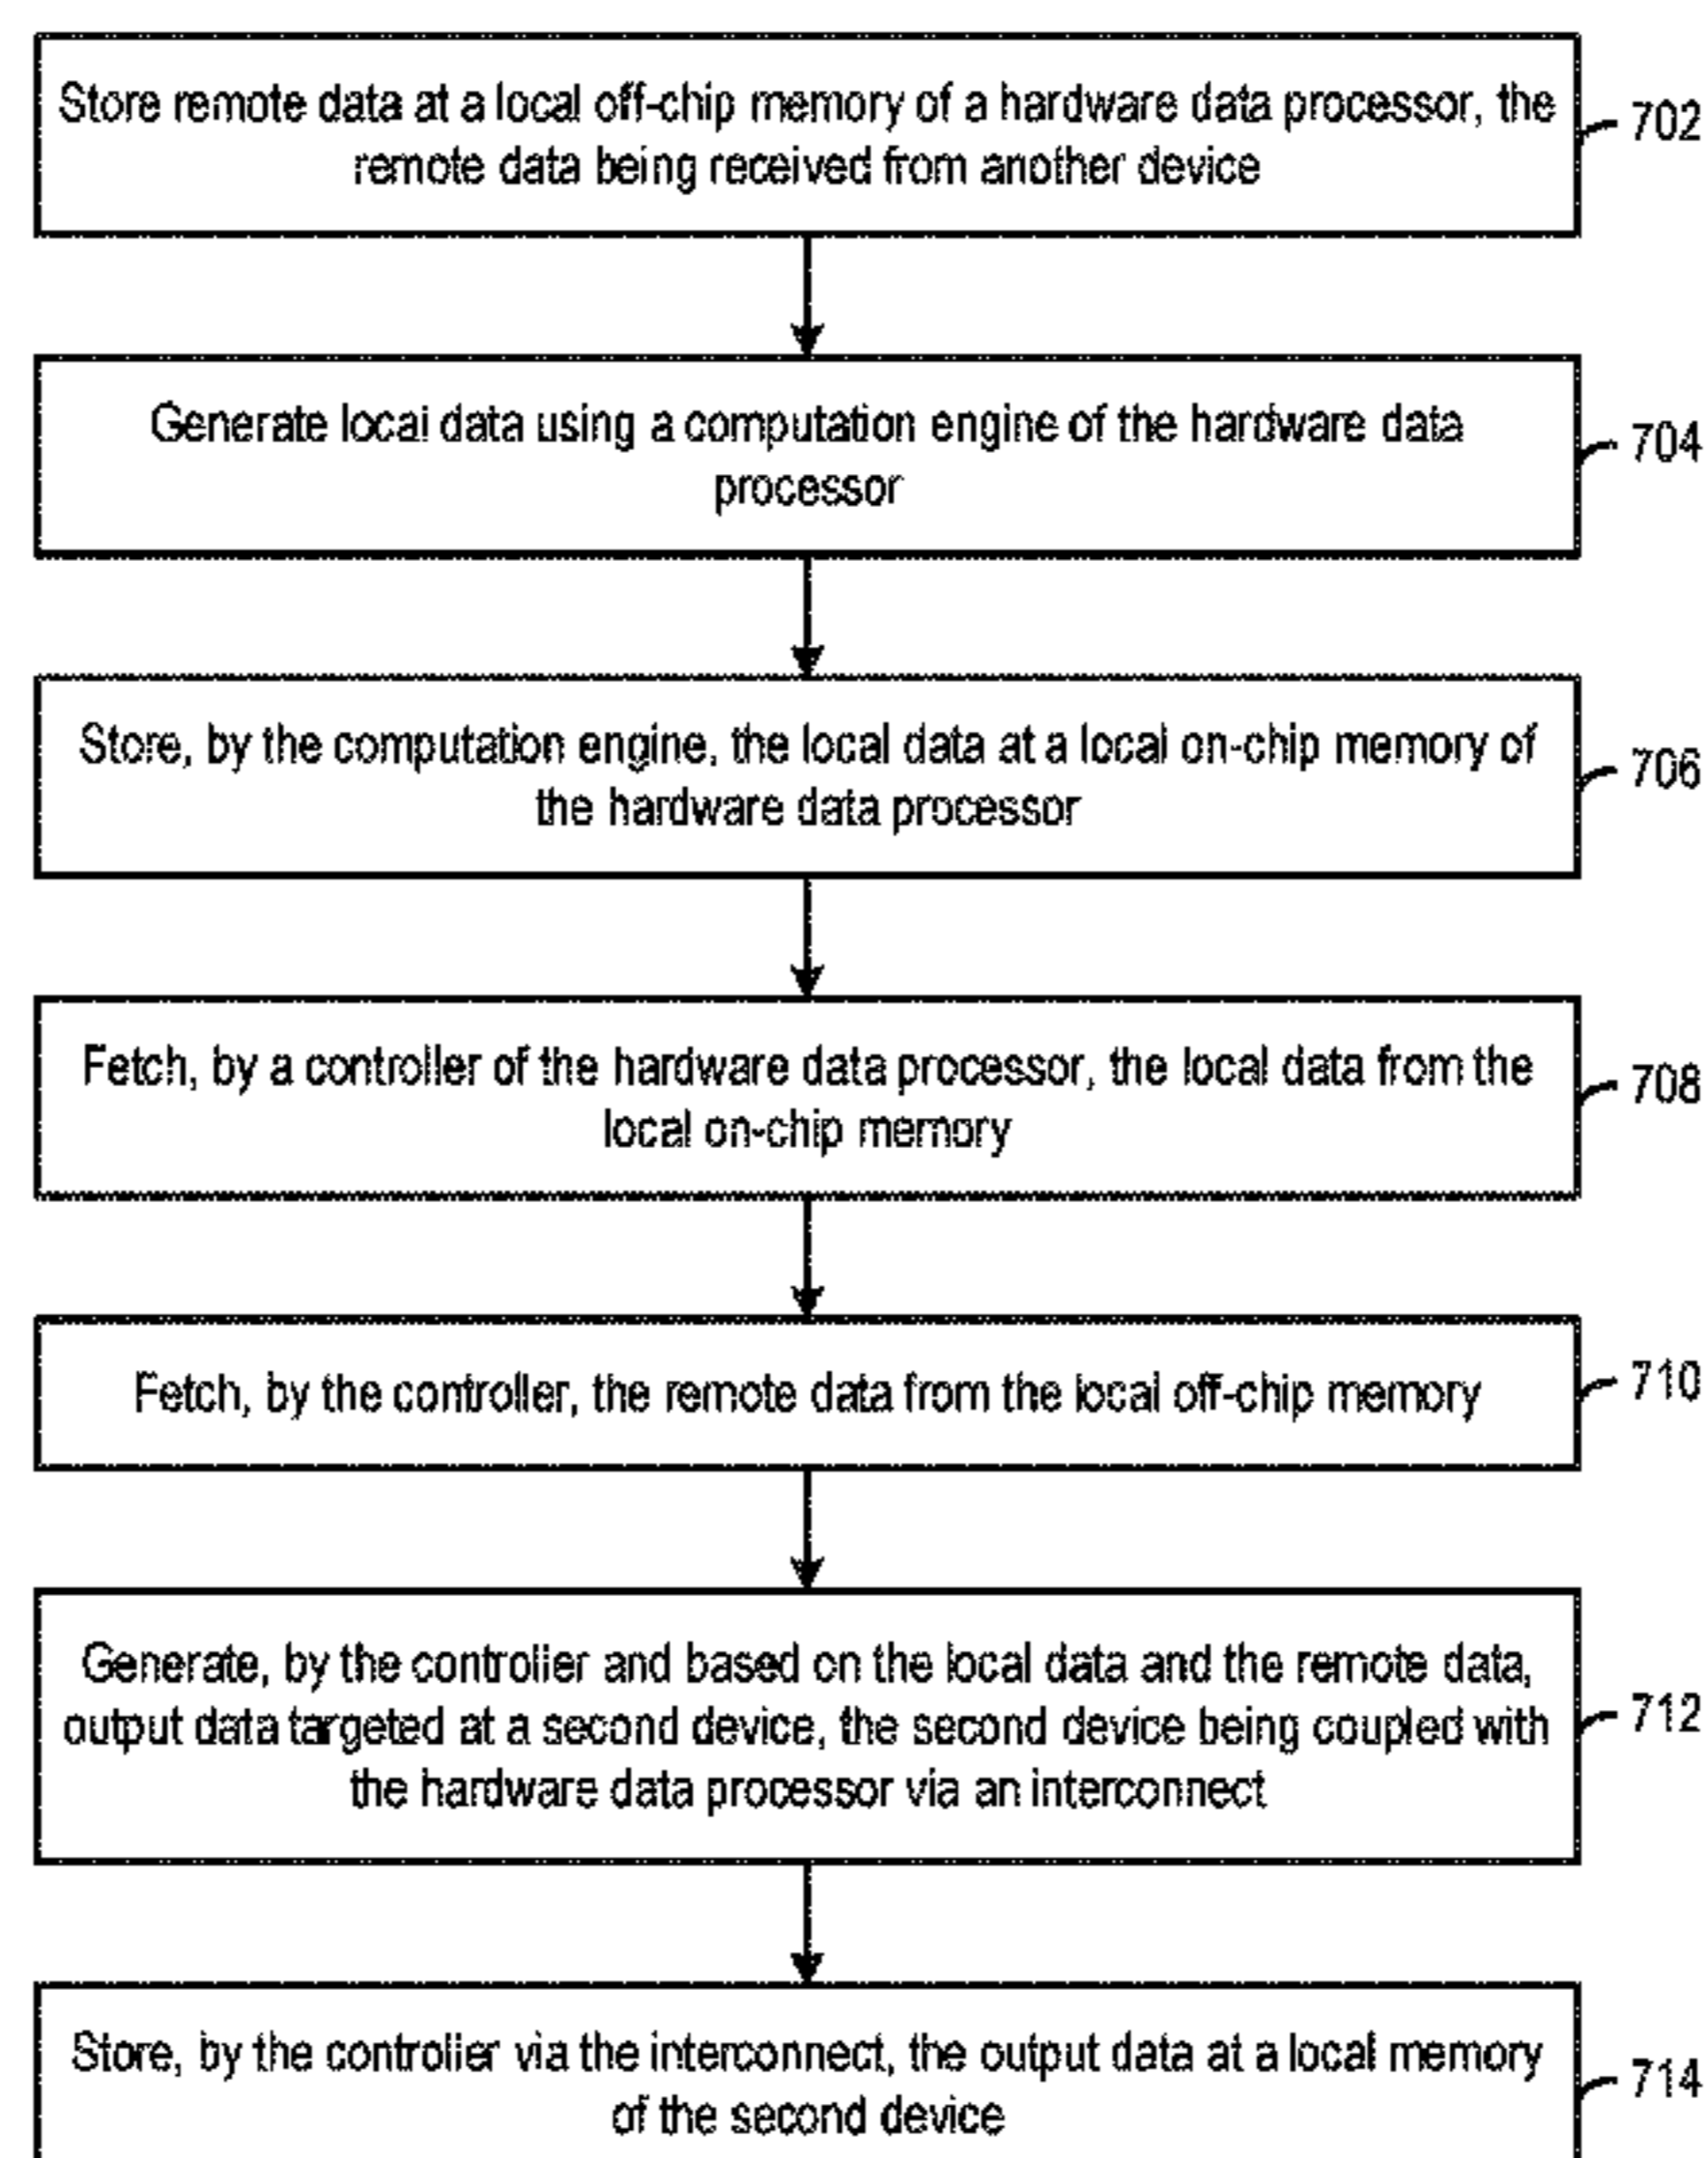 Store remote data at a local off-chip memory of a hardware data processor, the
remote data being received from another device
702
Generate local data using a computation engine of the hardware data
processor
704
Store, by the computation engine, the local data at a local on-chip memory of
the hardware data processor
706
Fetch, by a controller of the hardware data processor, the local data from the
local on-chip memory
708
Fetch, by the controller, the remote data from the local off-chip memory
710
Generate, by the controller and based on the local data and the remote data,
output data targeted at a second device, the second device being coupled with
the hardware data processor via an interconnect
712
Store, by the controller via the interconnect, the output data at a local memory
of the second device
714